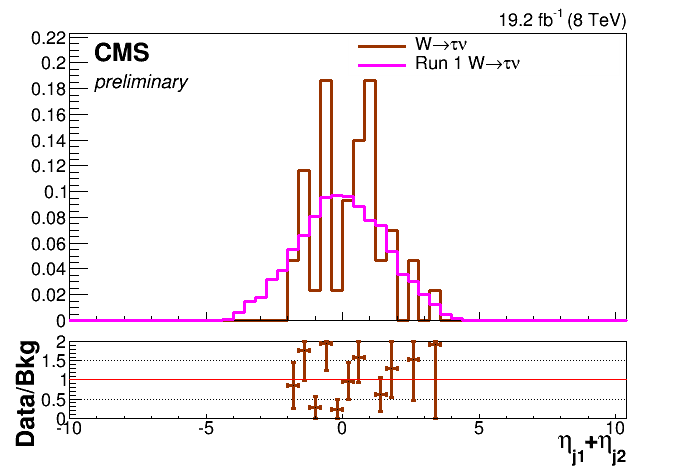 19.2 fb-1 (8 TeV)
CMS
preliminary
W→τν
Run 1 W→τν
0.22
0.2
0.18
0.16
0.14
0.12
0.1
0.08
0.06
0.04
0.02
0
Data/Bkg
2
1.5
1
0.5
0
-10 -5 0 5 10
ηj1+ηj2